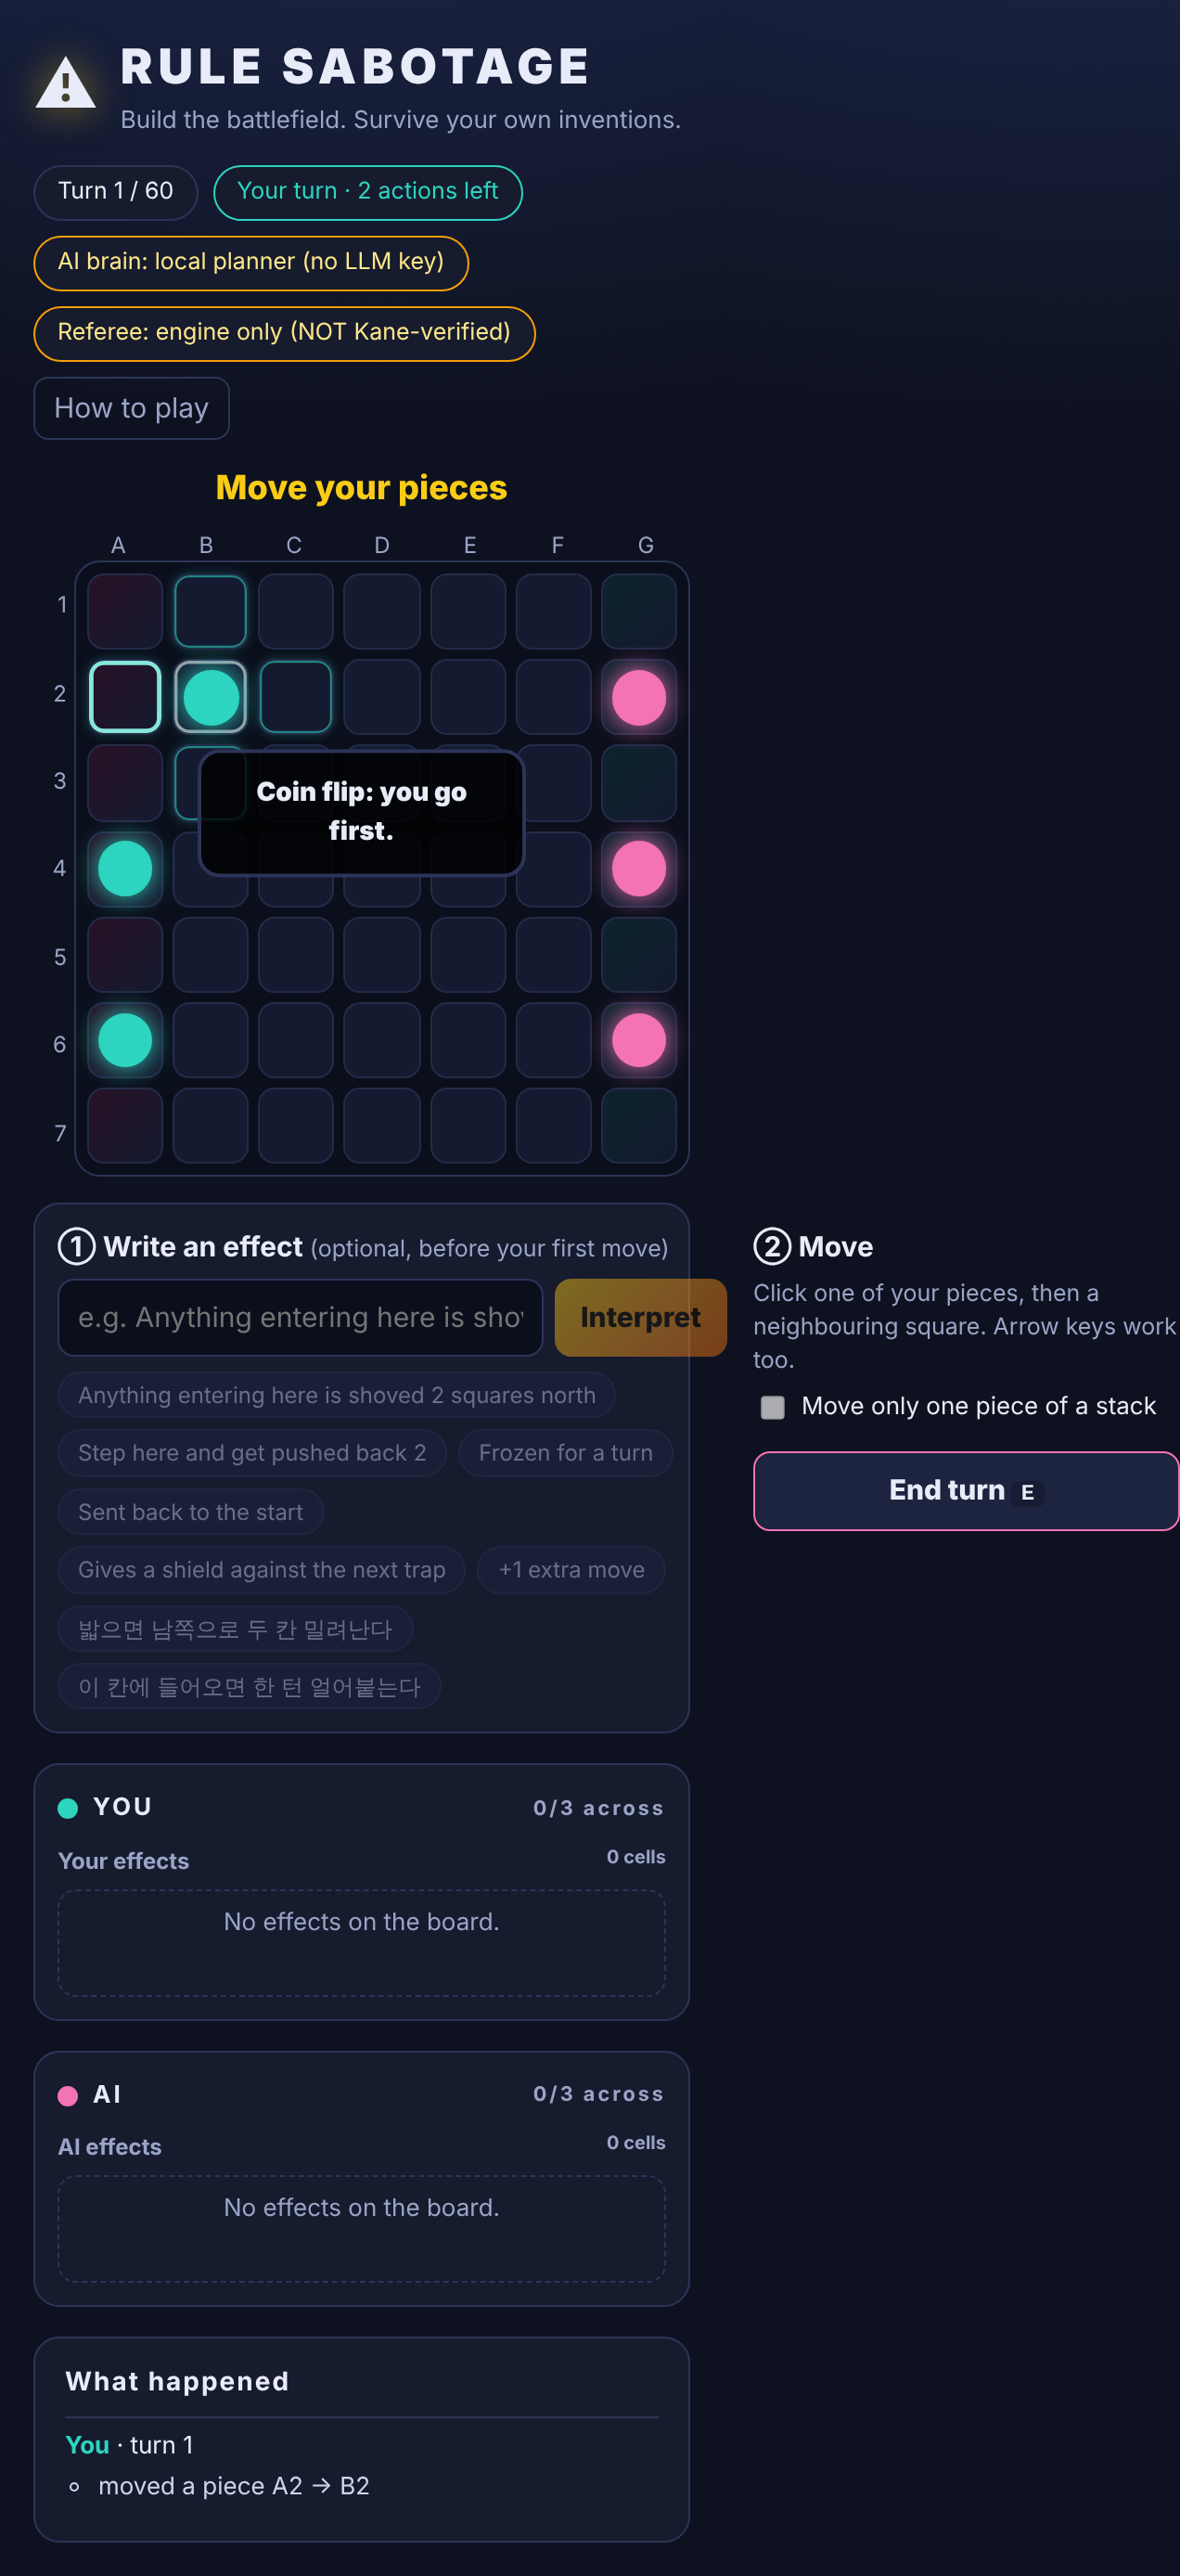 RULE SABOTAGE
Build the battlefield. Survive your own inventions.
Turn 1 / 60
Your turn · 2 actions left
AI brain: local planner (no LLM key)
Referee: engine only (NOT Kane-verified)
How to play
Move your pieces
A B C D E F G
1
2
3
Coin flip: you go
first.
4
5
6
7
① Write an effect (optional, before your first move)
e.g. Anything entering here is shov
Interpret
Anything entering here is shoved 2 squares north
Step here and get pushed back 2
Frozen for a turn
Sent back to the start
Gives a shield against the next trap
+1 extra move
밟으면 남쪽으로 두 칸 밀려난다
이 칸에 들어오면 한 턴 얼어붙는다
② Move
Click one of your pieces, then a
neighbouring square. Arrow keys work
too.
Move only one piece of a stack
End turn E
YOU
0/3 across
Your effects
0 cells
No effects on the board.
AI
0/3 across
AI effects
0 cells
No effects on the board.
What happened
You · turn 1
moved a piece A2 → B2